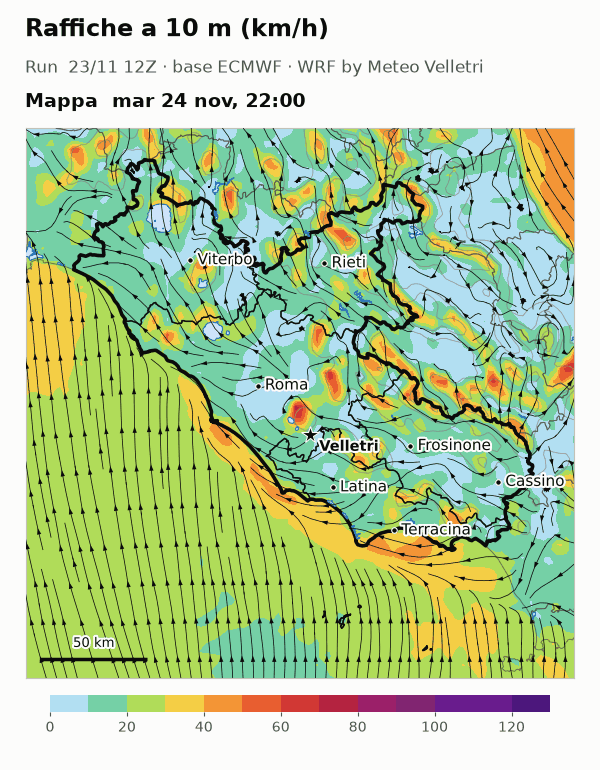 Raffiche a 10 m (km/h)
Run 23/11 12Z · base ECMWF · WRF by Meteo Velletri
Mappa mar 24 nov, 22:00
Viterbo
Rieti
Roma
Velletri
Frosinone
Latina
Cassino
Terracina
50 km
0 20 40 60 80 100 120